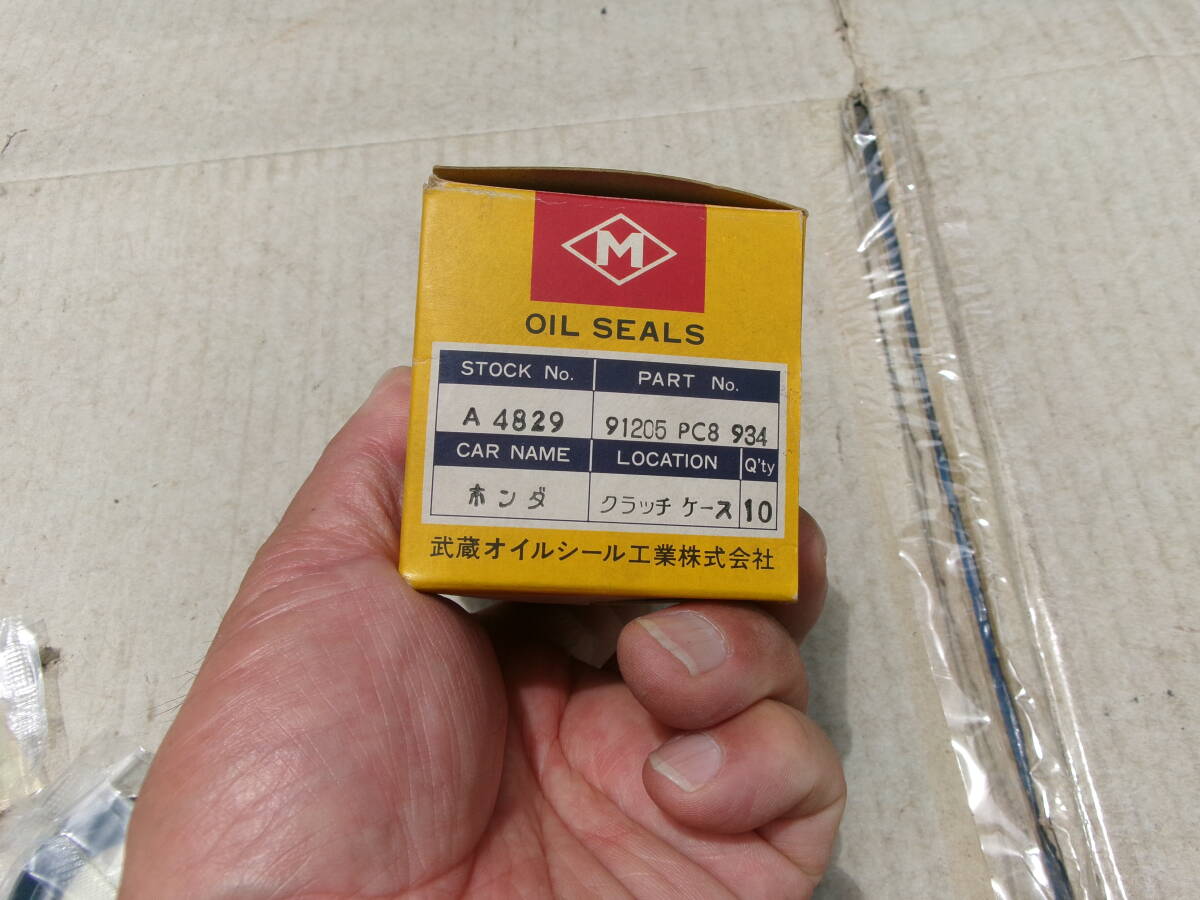 M
OIL SEALS
STOCK No. PART No.
A 4829 91205 PC8 934
CAR NAME LOCATION Q'ty
ホンダ クラッチ ケース 10
武蔵オイルシール工業株式会社